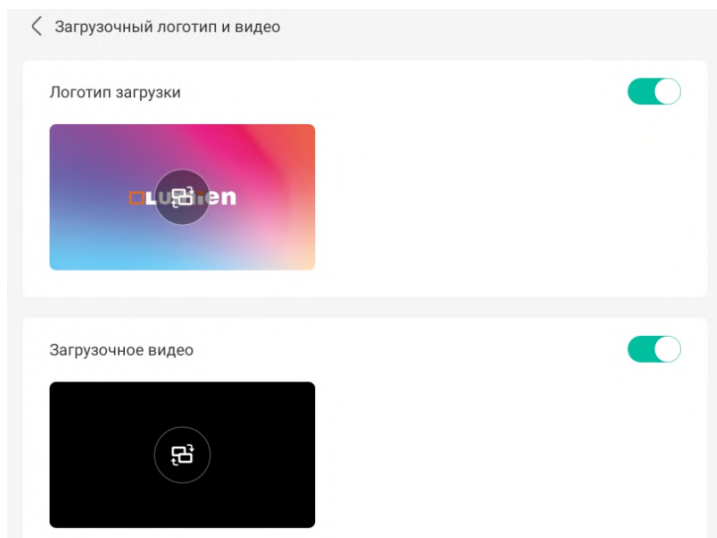 Загрузочный логотип и видео
Логотип загрузки
Загрузочное видео